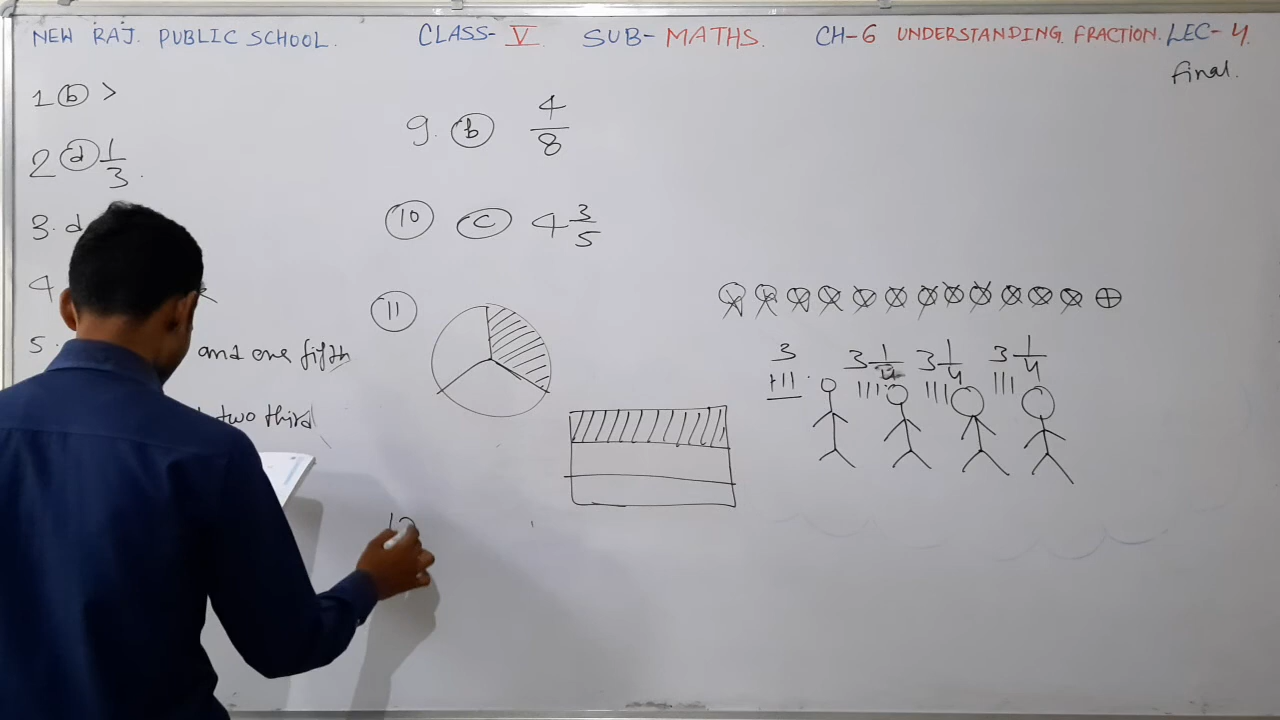 NEW RAJ. PUBLIC SCHOOL. CLASS- V. SUB- MATHS. CH-6 UNDERSTANDING. FRACTION. LEC- 4.
final.
1 (b) >
2 (d) 1/3.
3. d
4
5. and one fifth
two third
9. (b) 4/8
(10) (c) 4 3/5
(11)
12
3 3 1/4 3 1/4 3 1/4